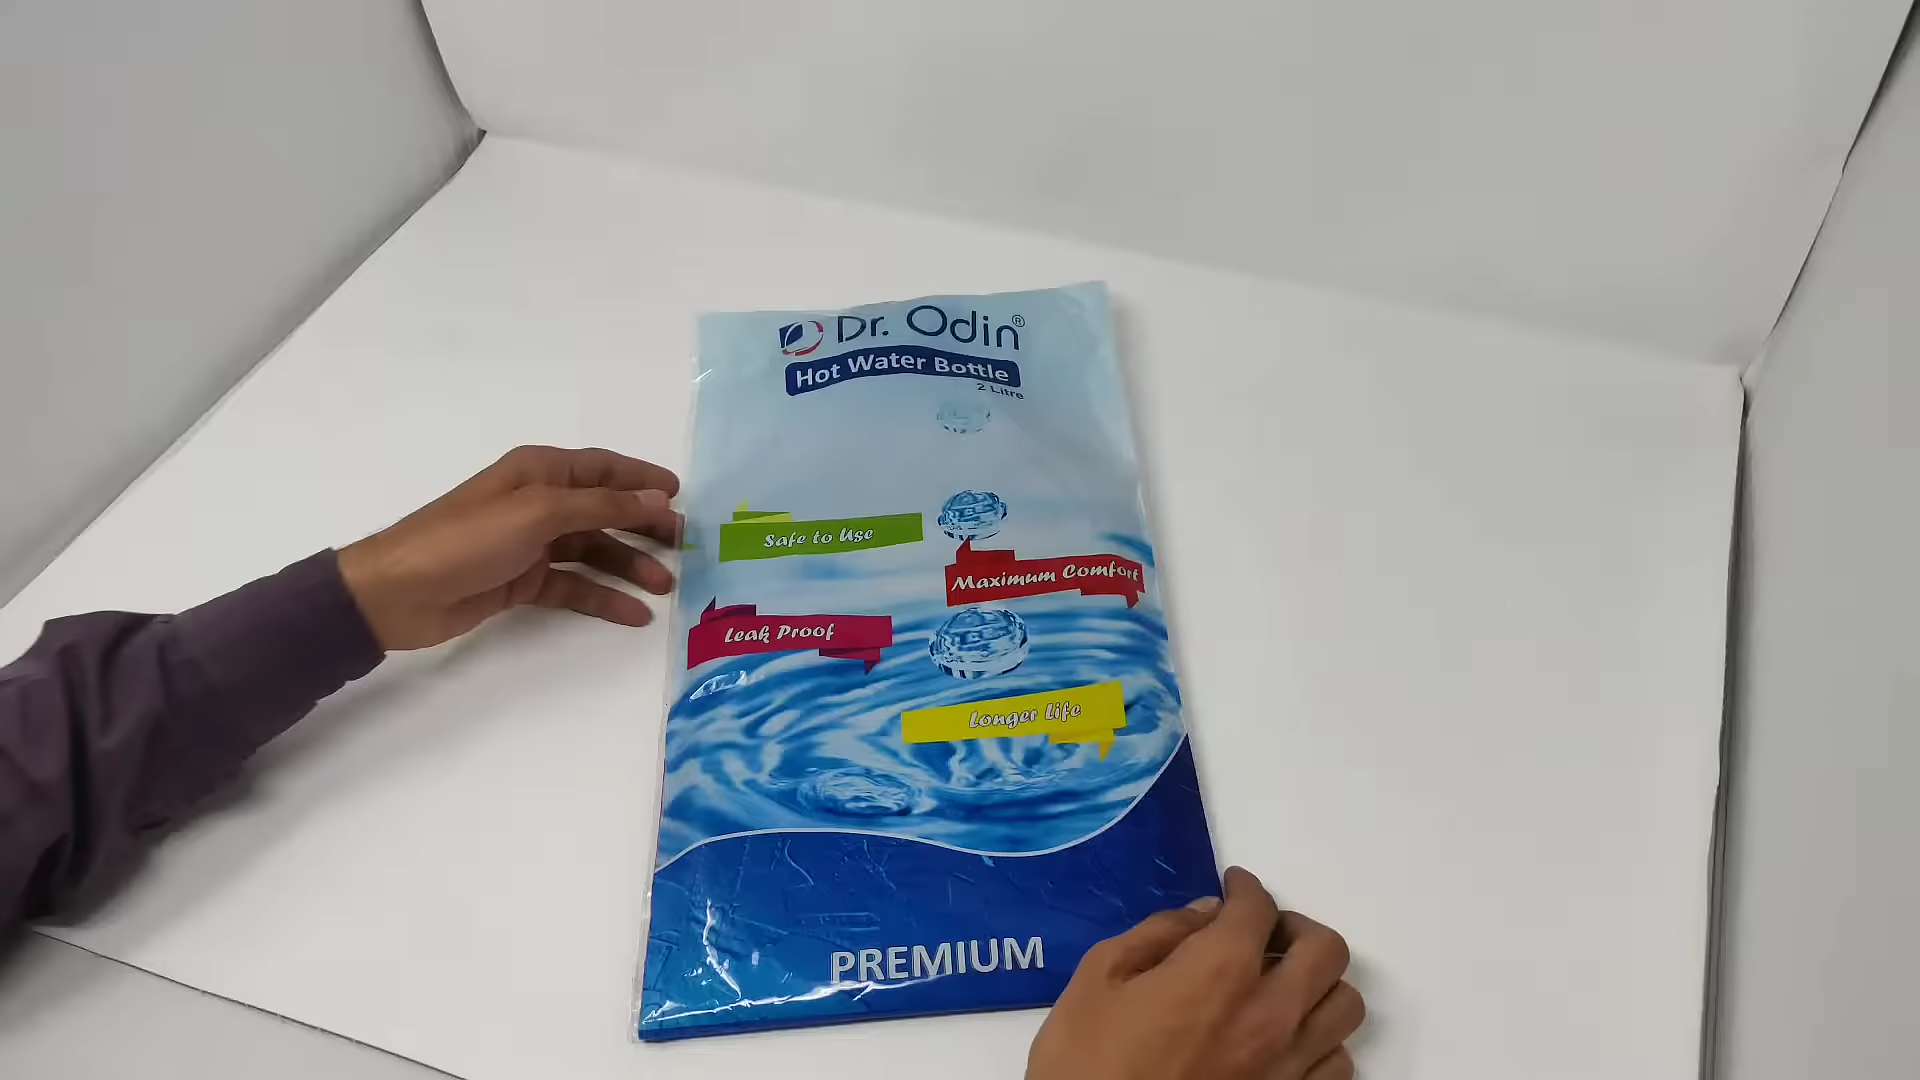 Dr. Odin®
Hot Water Bottle
2 Litre
Safe to Use
Maximum Comfort
Leak Proof
Longer Life
PREMIUM